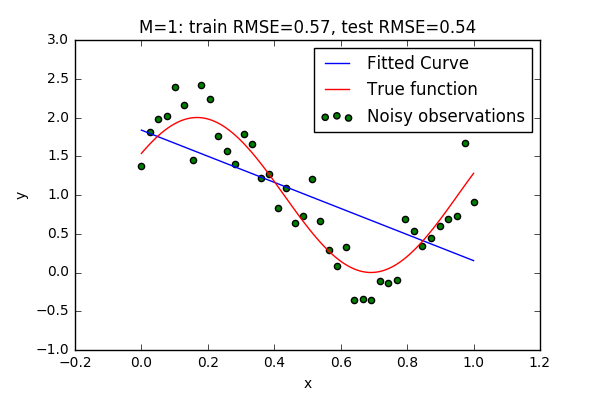 M=1: train RMSE=0.57, test RMSE=0.54
Fitted Curve
True function
Noisy observations
3.0
2.5
2.0
1.5
1.0
0.5
0.0
−0.5
−1.0
y
−0.2
0.0
0.2
0.4
0.6
0.8
1.0
1.2
x